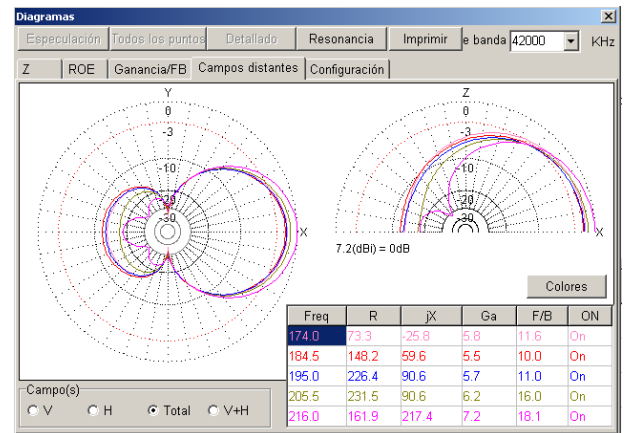 Diagramas
Especulación Todos los puntos Detallado Resonancia Imprimir e banda 42000 KHz
Z ROE Ganancia/FB Campos distantes Configuración
Y Z
0 0
-3 -3
-10 -10
-20 -20
-30 -30
X X
7.2(dBi) = 0dB
Colores
Freq R jX Ga F/B ON
174.0 73.3 -25.8 5.8 11.6 On
184.5 148.2 59.6 5.5 10.0 On
195.0 226.4 90.6 5.7 11.0 On
205.5 231.5 90.6 6.2 16.0 On
216.0 161.9 217.4 7.2 18.1 On
Campo(s)
V H Total V+H